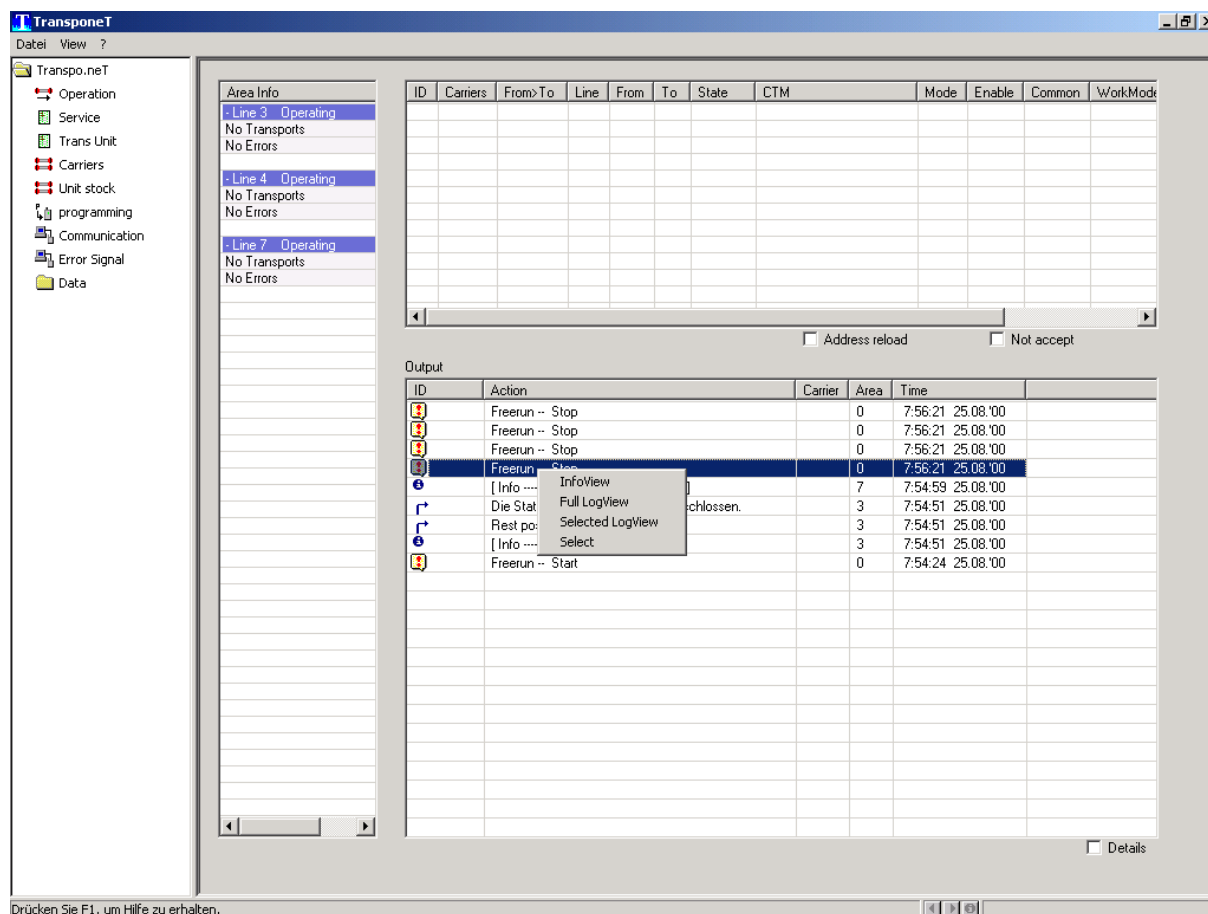 TransponeT
Datei View ?
Transpo.neT
Operation
Service
Trans Unit
Carriers
Unit stock
programming
Communication
Error Signal
Data
Area Info
- Line 3 Operating
No Transports
No Errors
- Line 4 Operating
No Transports
No Errors
- Line 7 Operating
No Transports
No Errors
ID Carriers From>To Line From To State CTM Mode Enable Common WorkMode
Address reload Not accept
Output
ID Action Carrier Area Time
Freerun -- Stop 0 7:56:21 25.08.'00
Freerun -- Stop 0 7:56:21 25.08.'00
Freerun -- Stop 0 7:56:21 25.08.'00
Freerun -- Stop 0 7:56:21 25.08.'00
[ Info ---- ] 7 7:54:59 25.08.'00
Die Stat chlossen. 3 7:54:51 25.08.'00
Rest po 3 7:54:51 25.08.'00
[ Info ---- 3 7:54:51 25.08.'00
Freerun -- Start 0 7:54:24 25.08.'00
InfoView
Full LogView
Selected LogView
Select
Details
Drücken Sie F1, um Hilfe zu erhalten.